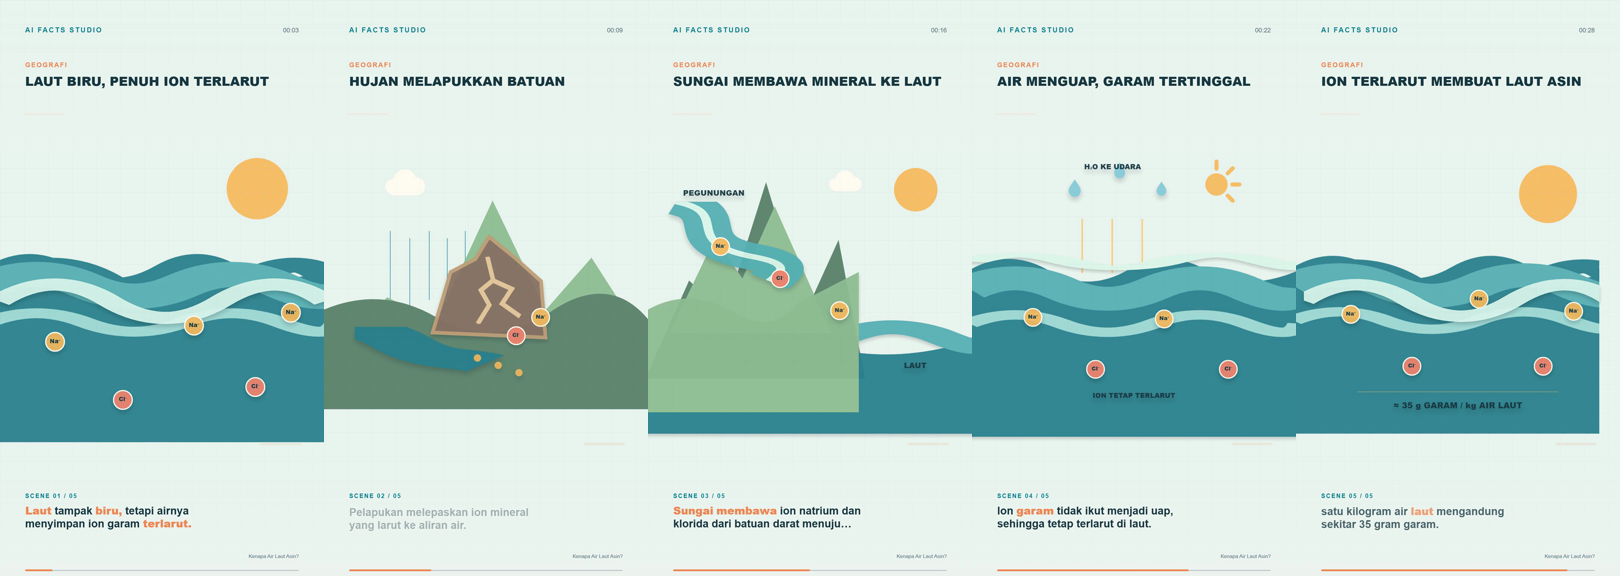 AI FACTS STUDIO
00:03
GEOGRAFI
LAUT BIRU, PENUH ION TERLARUT
Na⁺
Na⁺
Na⁺
Cl⁻
Cl⁻
SCENE 01 / 05
Laut tampak biru, tetapi airnya
menyimpan ion garam terlarut.
AI FACTS STUDIO
00:09
GEOGRAFI
HUJAN MELAPUKKAN BATUAN
Na⁺
Cl⁻
SCENE 02 / 05
Pelapukan melepaskan ion mineral
yang larut ke aliran air.
Kenapa Air Laut Asin?
AI FACTS STUDIO
00:16
GEOGRAFI
SUNGAI MEMBAWA MINERAL KE LAUT
PEGUNUNGAN
Na⁺
Cl⁻
Na⁺
LAUT
SCENE 03 / 05
Sungai membawa ion natrium dan
klorida dari batuan darat menuju...
Kenapa Air Laut Asin?
AI FACTS STUDIO
00:22
GEOGRAFI
AIR MENGUAP, GARAM TERTINGGAL
H₂O KE UDARA
Na⁺
Na⁺
Cl⁻
Cl⁻
ION TETAP TERLARUT
SCENE 04 / 05
Ion garam tidak ikut menjadi uap,
sehingga tetap terlarut di laut.
Kenapa Air Laut Asin?
AI FACTS STUDIO
00:28
GEOGRAFI
ION TERLARUT MEMBUAT LAUT ASIN
Na⁺
Na⁺
Na⁺
Cl⁻
Cl⁻
≈ 35 g GARAM / kg AIR LAUT
SCENE 05 / 05
satu kilogram air laut mengandung
sekitar 35 gram garam.
Kenapa Air Laut Asin?
Kenapa Air Laut Asin?